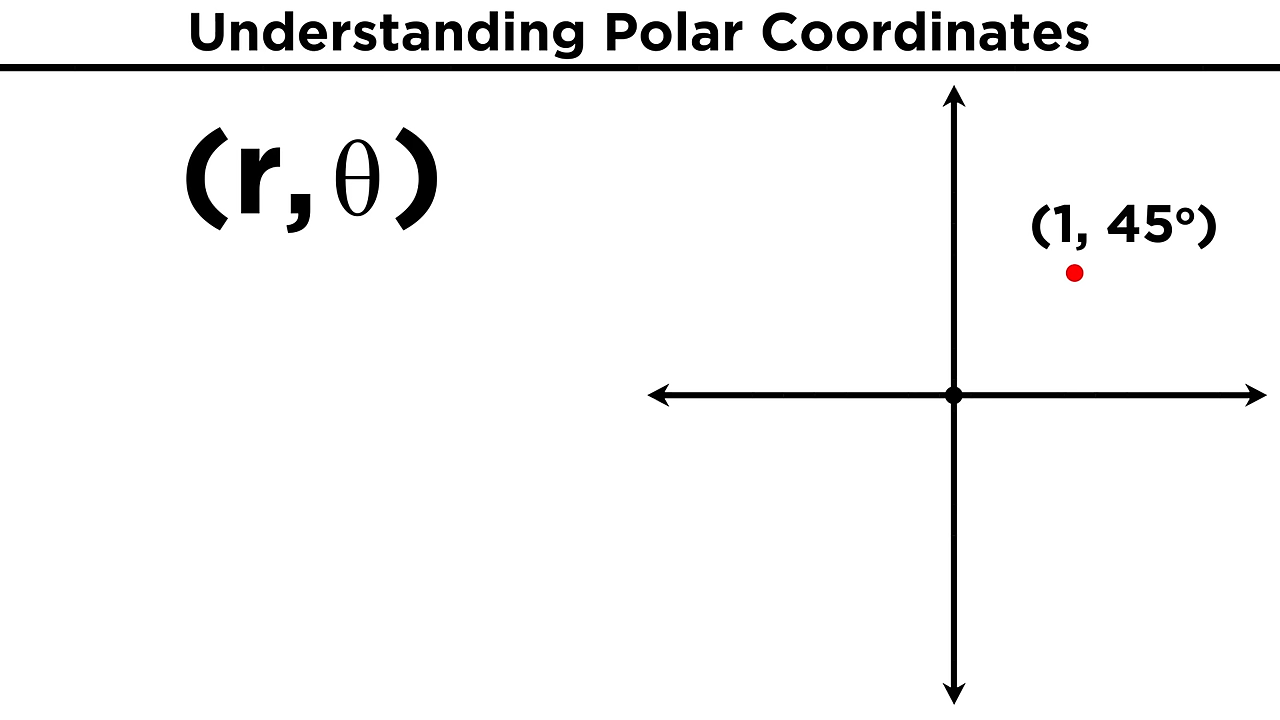 Understanding Polar Coordinates
(r, θ)
(1, 45°)